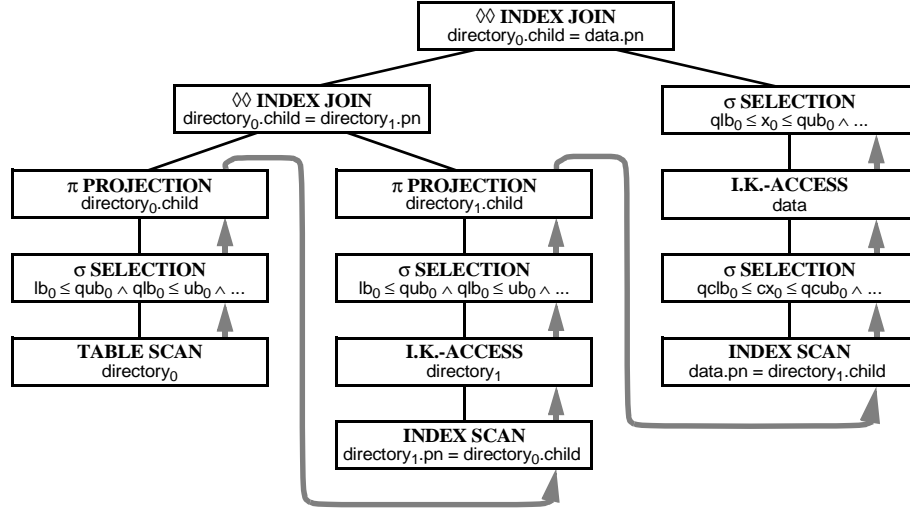 ◊◊ INDEX JOIN
directory₀.child = data.pn
◊◊ INDEX JOIN
directory₀.child = directory₁.pn
π PROJECTION
directory₀.child
σ SELECTION
lb₀ ≤ qub₀ ∧ qlb₀ ≤ ub₀ ∧ ...
TABLE SCAN
directory₀
π PROJECTION
directory₁.child
σ SELECTION
lb₀ ≤ qub₀ ∧ qlb₀ ≤ ub₀ ∧ ...
I.K.-ACCESS
directory₁
INDEX SCAN
directory₁.pn = directory₀.child
σ SELECTION
qlb₀ ≤ x₀ ≤ qub₀ ∧ ...
I.K.-ACCESS
data
σ SELECTION
qclb₀ ≤ cx₀ ≤ qcub₀ ∧ ...
INDEX SCAN
data.pn = directory₁.child